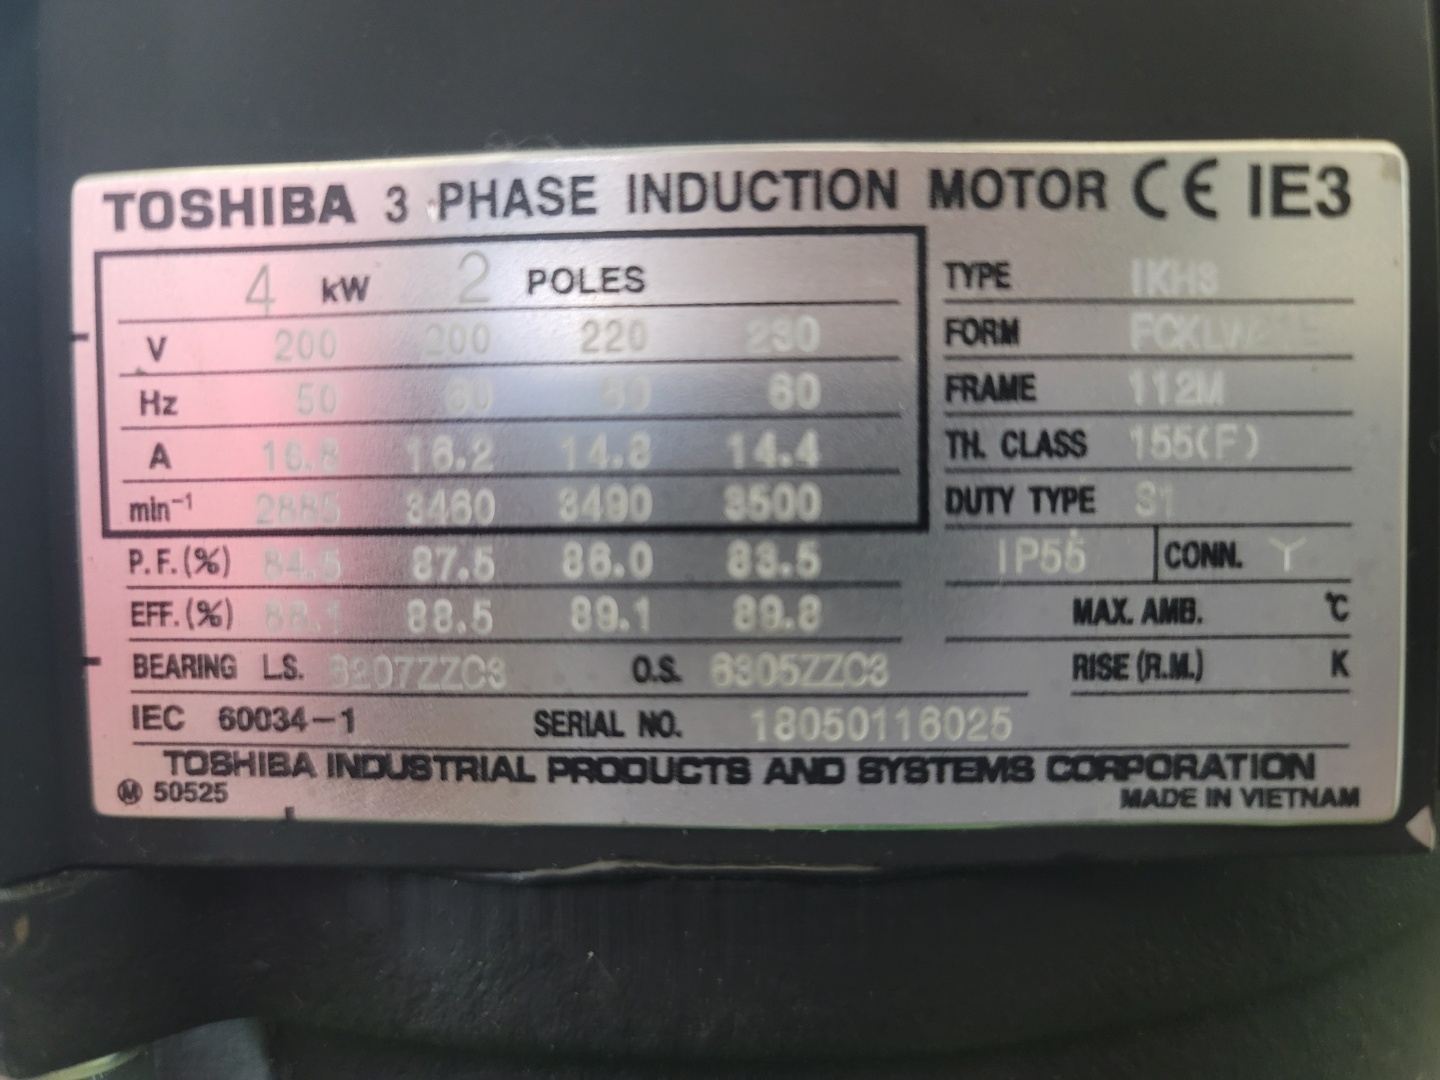 TOSHIBA 3 PHASE INDUCTION MOTOR CE IE3
4 kW 2 POLES
V 200 200 220 230
Hz 50 60 60
A 16.8 16.2 14.8 14.4
min⁻¹ 2885 3460 3490 3500
P.F.(%) 84.5 87.5 86.0 83.5
EFF.(%) 88.1 88.5 89.1 89.8
BEARING L.S. 6207ZZC3 O.S. 6305ZZC3
IEC 60034-1 SERIAL NO. 18050116025
TYPE IKH3
FORM
FRAME 112M
TH. CLASS 155(F)
DUTY TYPE S1
IP55 CONN. Y
MAX. AMB. ℃
RISE (R.M.) K
TOSHIBA INDUSTRIAL PRODUCTS AND SYSTEMS CORPORATION
Ⓜ 50525 MADE IN VIETNAM